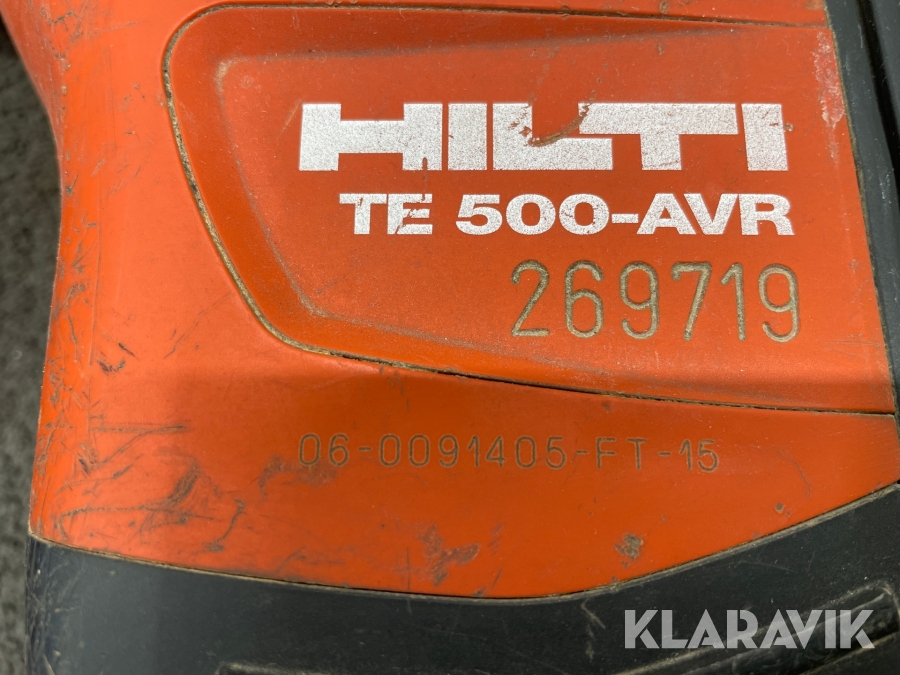 HILTI
TE 500-AVR
269719
06-0091405-FT-15
KLARAVIK